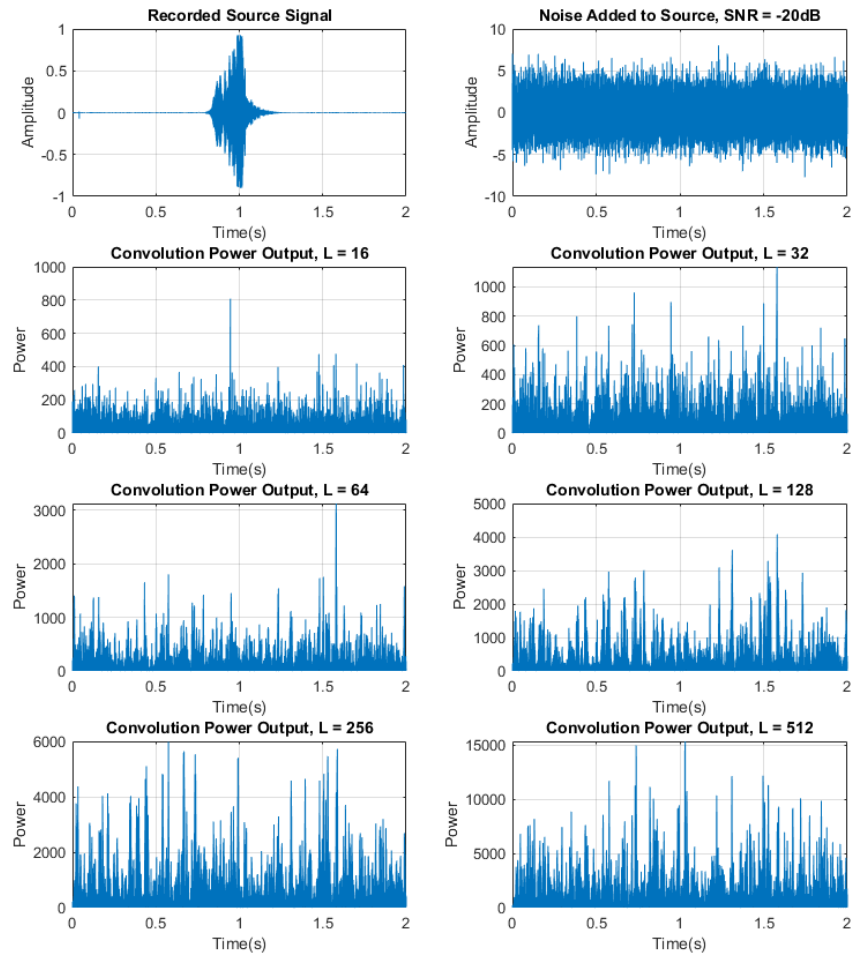 Recorded Source Signal
1
0.5
0
-0.5
-1
Amplitude
0 0.5 1 1.5 2
Time(s)
Noise Added to Source, SNR = -20dB
10
5
0
-5
-10
Amplitude
0 0.5 1 1.5 2
Time(s)
Convolution Power Output, L = 16
1000
800
600
400
200
0
Power
0 0.5 1 1.5 2
Time(s)
Convolution Power Output, L = 32
1000
800
600
400
200
0
Power
0 0.5 1 1.5 2
Time(s)
Convolution Power Output, L = 64
3000
2000
1000
0
Power
0 0.5 1 1.5 2
Time(s)
Convolution Power Output, L = 128
5000
4000
3000
2000
1000
0
Power
0 0.5 1 1.5 2
Time(s)
Convolution Power Output, L = 256
6000
4000
2000
0
Power
0 0.5 1 1.5 2
Time(s)
Convolution Power Output, L = 512
15000
10000
5000
0
Power
0 0.5 1 1.5 2
Time(s)